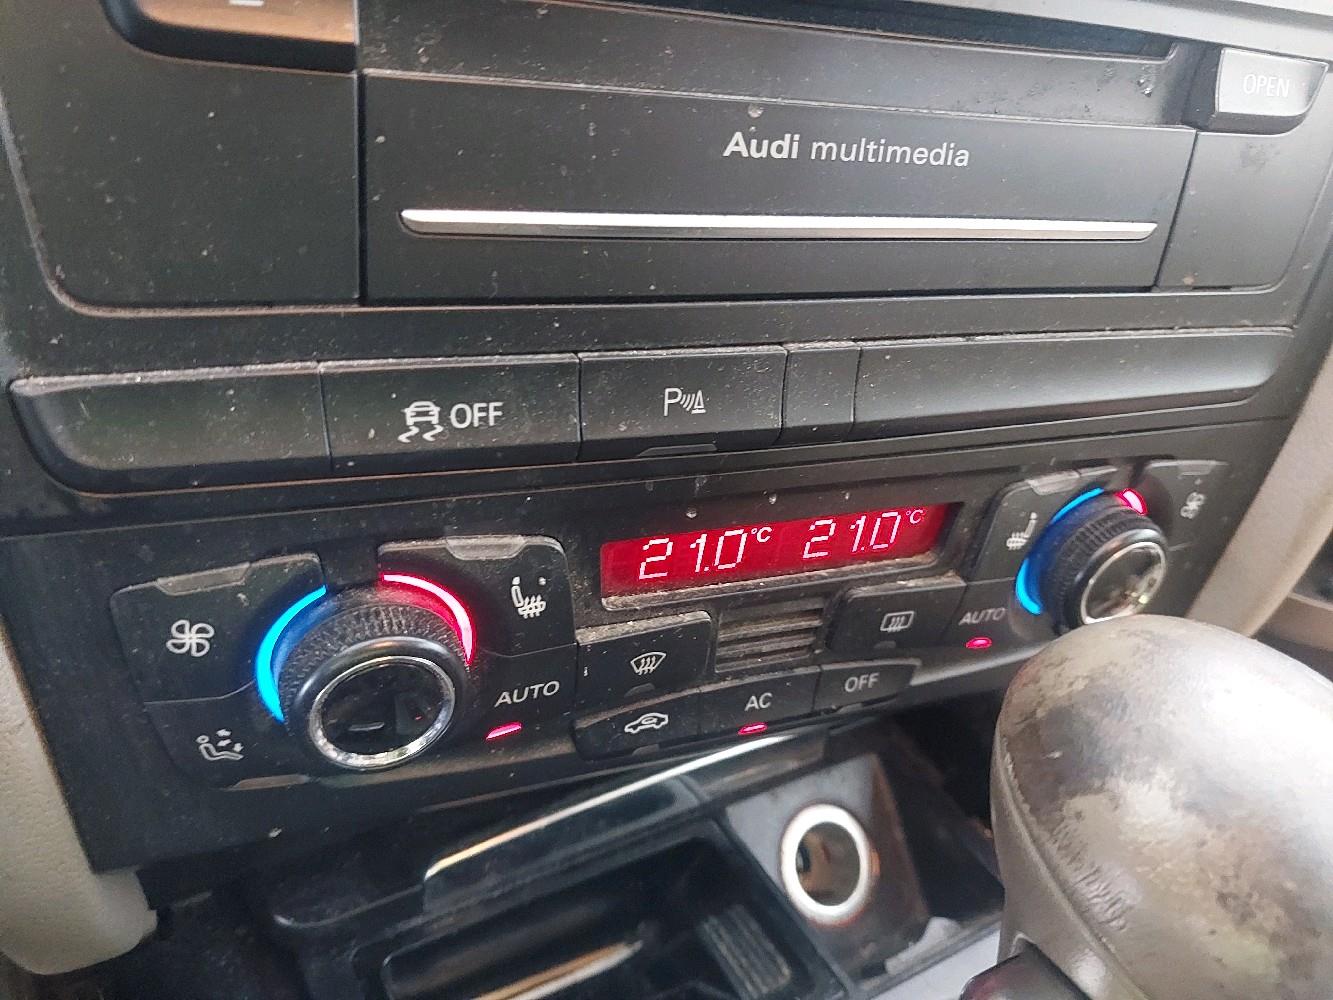 OPEN
Audi multimedia
OFF
P
21.0°C 21.0°C
AUTO
AUTO
AC
OFF